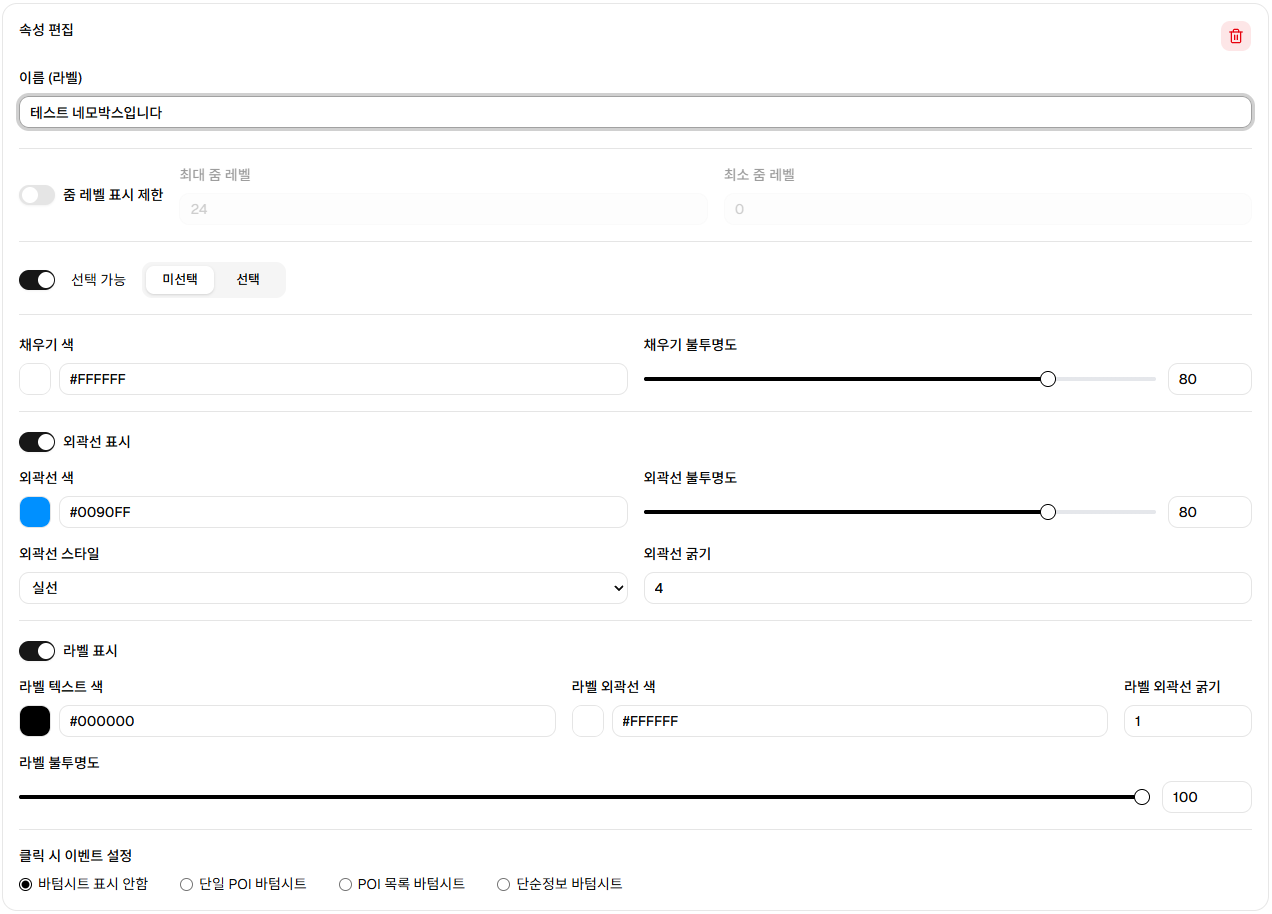 속성 편집
이름 (라벨)
테스트 네모박스입니다
줌 레벨 표시 제한
최대 줌 레벨
24
최소 줌 레벨
0
선택 가능
미선택
선택
채우기 색
#FFFFFF
채우기 불투명도
80
외곽선 표시
외곽선 색
#0090FF
외곽선 불투명도
80
외곽선 스타일
실선
외곽선 굵기
4
라벨 표시
라벨 텍스트 색
#000000
라벨 외곽선 색
#FFFFFF
라벨 외곽선 굵기
1
라벨 불투명도
100
클릭 시 이벤트 설정
바텀시트 표시 안함
단일 POI 바텀시트
POI 목록 바텀시트
단순정보 바텀시트